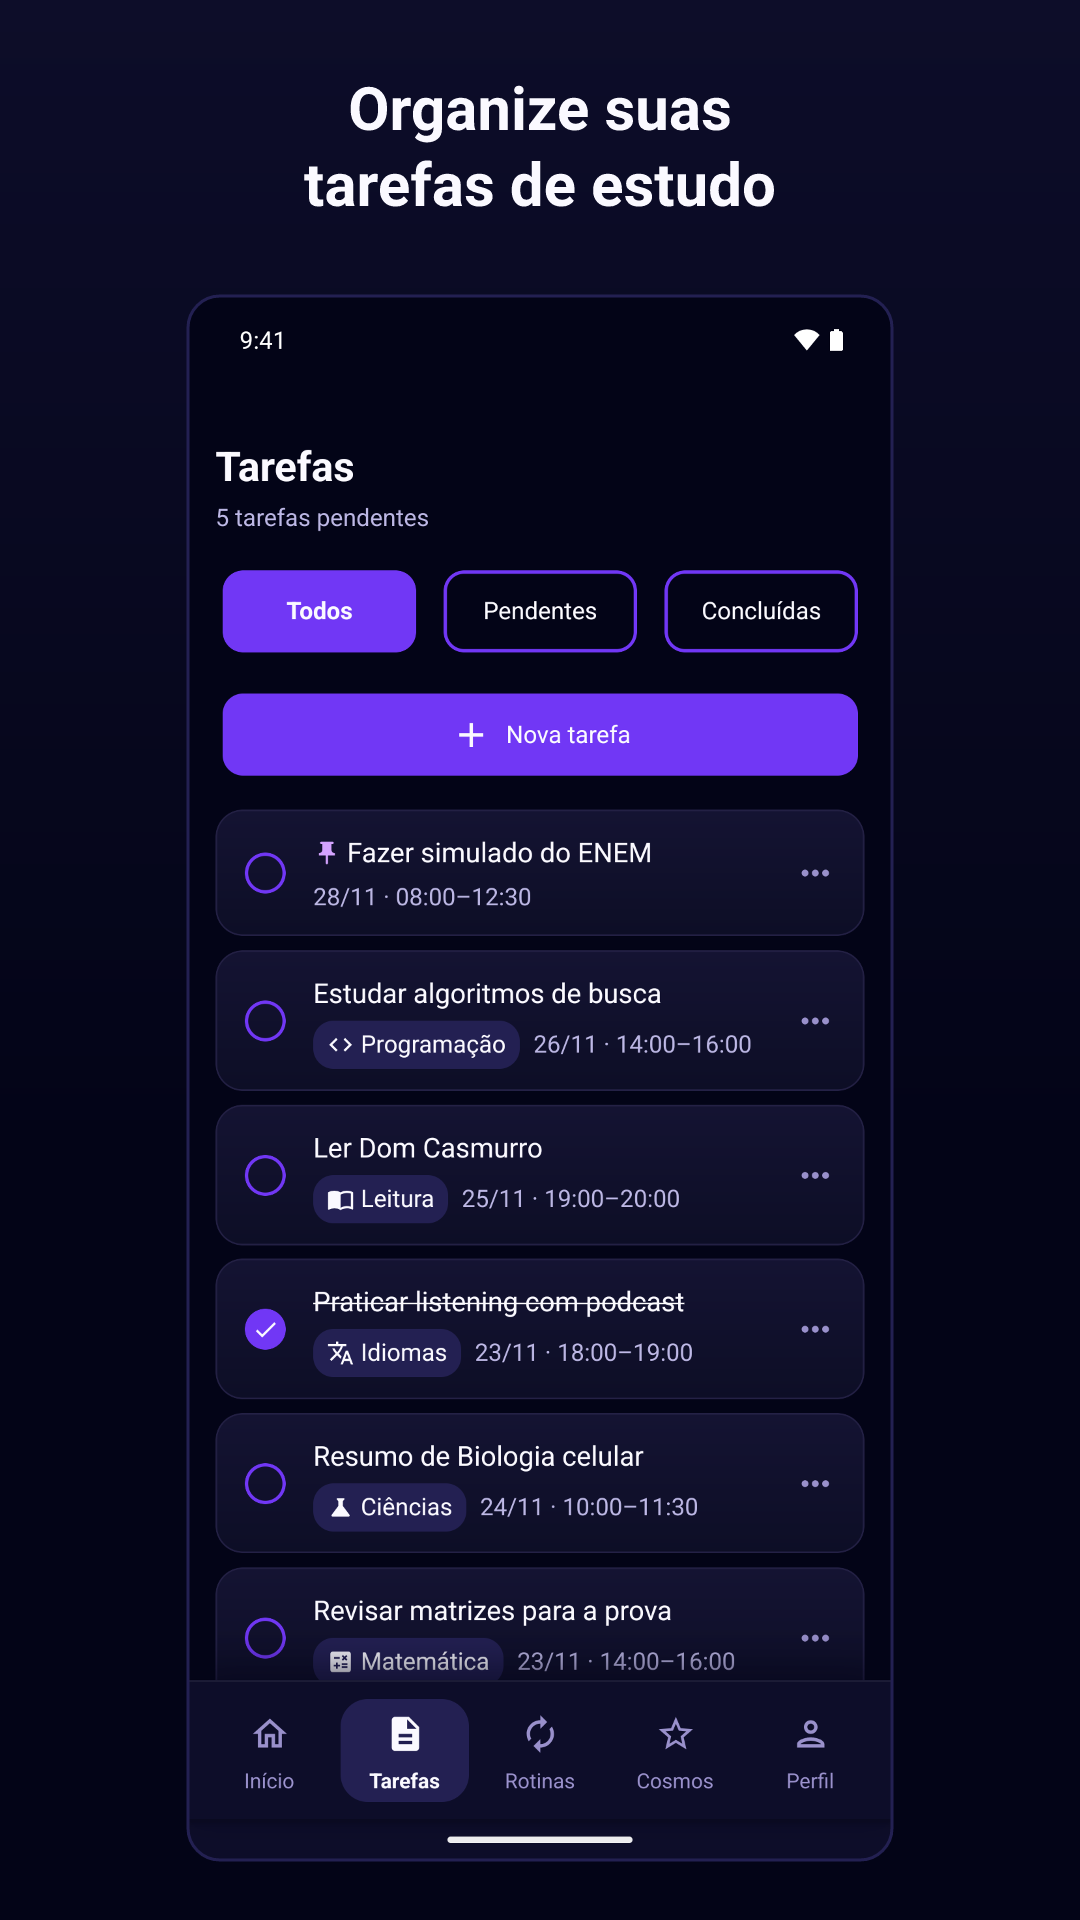 Organize suas
tarefas de estudo
9:41
Tarefas
5 tarefas pendentes
Todos
Pendentes
Concluídas
Nova tarefa
Fazer simulado do ENEM
28/11 · 08:00–12:30
Estudar algoritmos de busca
Programação 26/11 · 14:00–16:00
Ler Dom Casmurro
Leitura 25/11 · 19:00–20:00
Praticar listening com podcast
Idiomas 23/11 · 18:00–19:00
Resumo de Biologia celular
Ciências 24/11 · 10:00–11:30
Revisar matrizes para a prova
Matemática 23/11 · 14:00–16:00
Início
Tarefas
Rotinas
Cosmos
Perfil